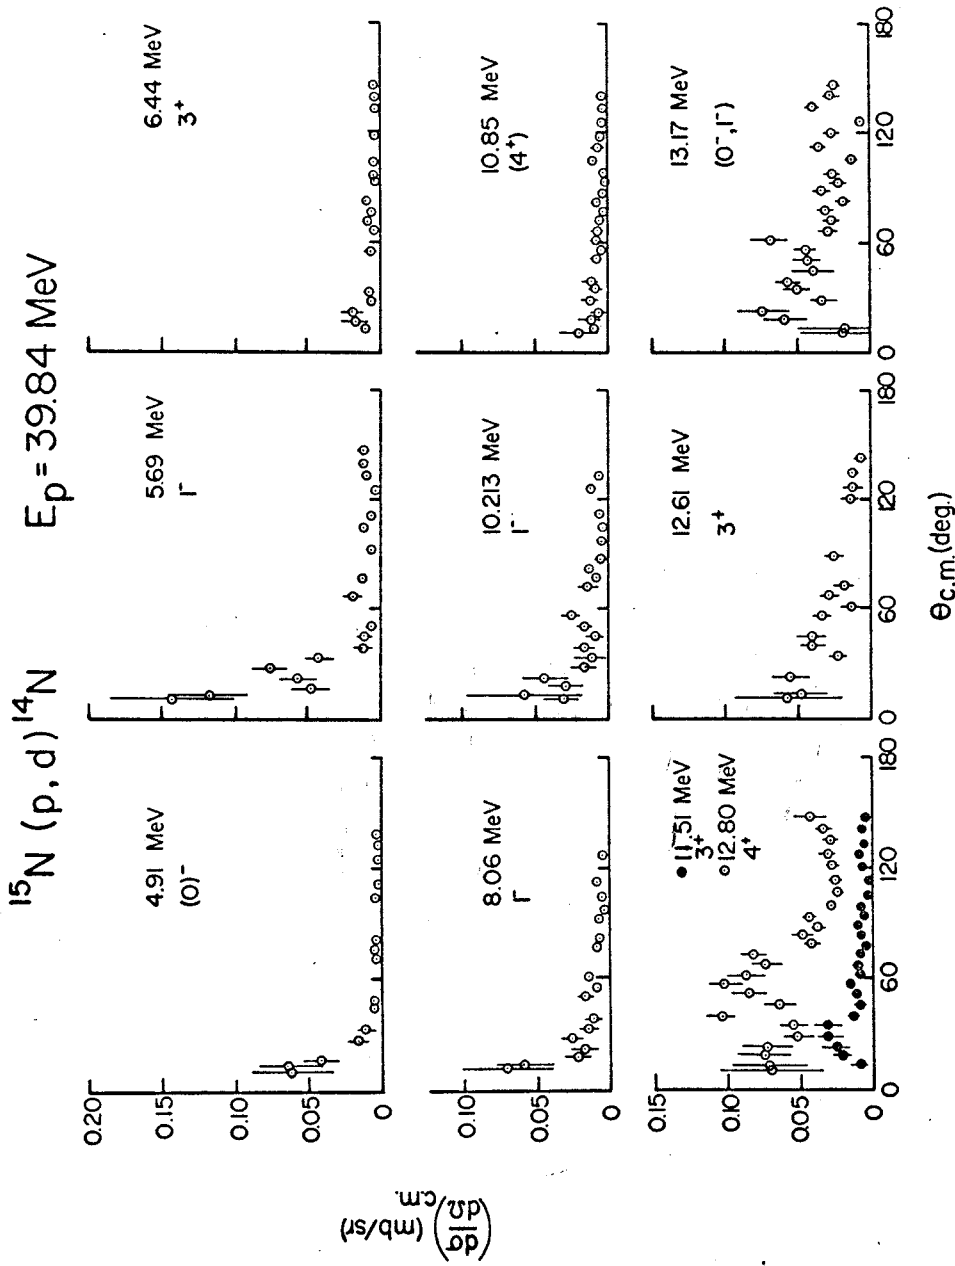 ¹⁵N (p, d) ¹⁴N    Eₚ = 39.84 MeV
4.91 MeV
(0)⁻
5.69 MeV
1⁻
6.44 MeV
3⁺
0.20
0.15
0.10
0.05
0
8.06 MeV
1⁻
10.213 MeV
1⁻
10.85 MeV
(4⁺)
0.10
0.05
0
● 11.51 MeV
3⁺
○ 12.80 MeV
4⁺
12.61 MeV
3⁺
13.17 MeV
(0⁻,1⁻)
0.15
0.10
0.05
0
0 60 120 180
0 60 120 180
0 60 120 180
(dσ/dΩ)c.m. (mb/sr)
θc.m.(deg.)